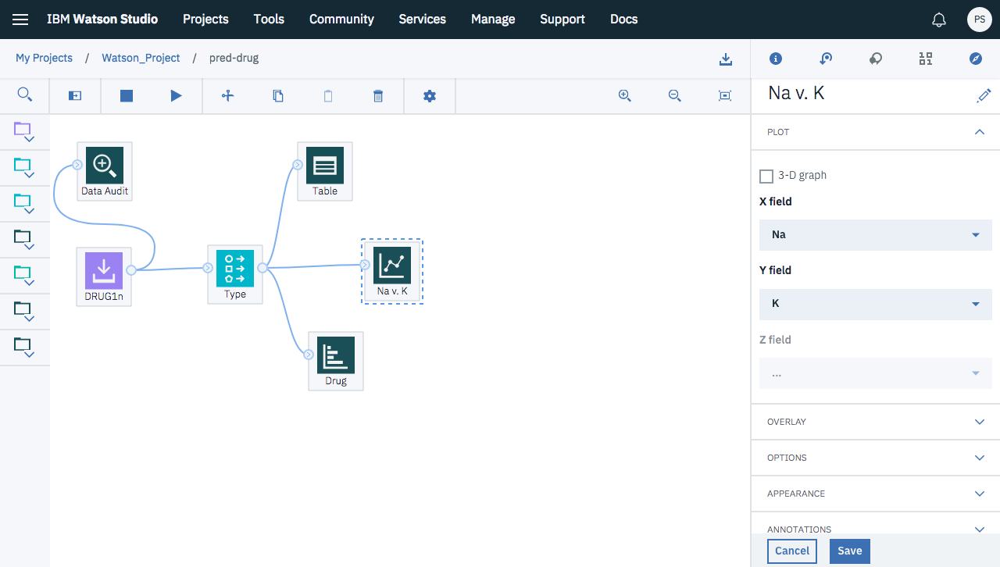 IBM Watson Studio Projects Tools Community Services Manage Support Docs PS
My Projects / Watson_Project / pred-drug
Na v. K
PLOT
3-D graph
X field
Na
Y field
K
Z field
...
OVERLAY
OPTIONS
APPEARANCE
ANNOTATIONS
Cancel Save
Data Audit
Table
DRUG1n
Type
Na v. K
Drug